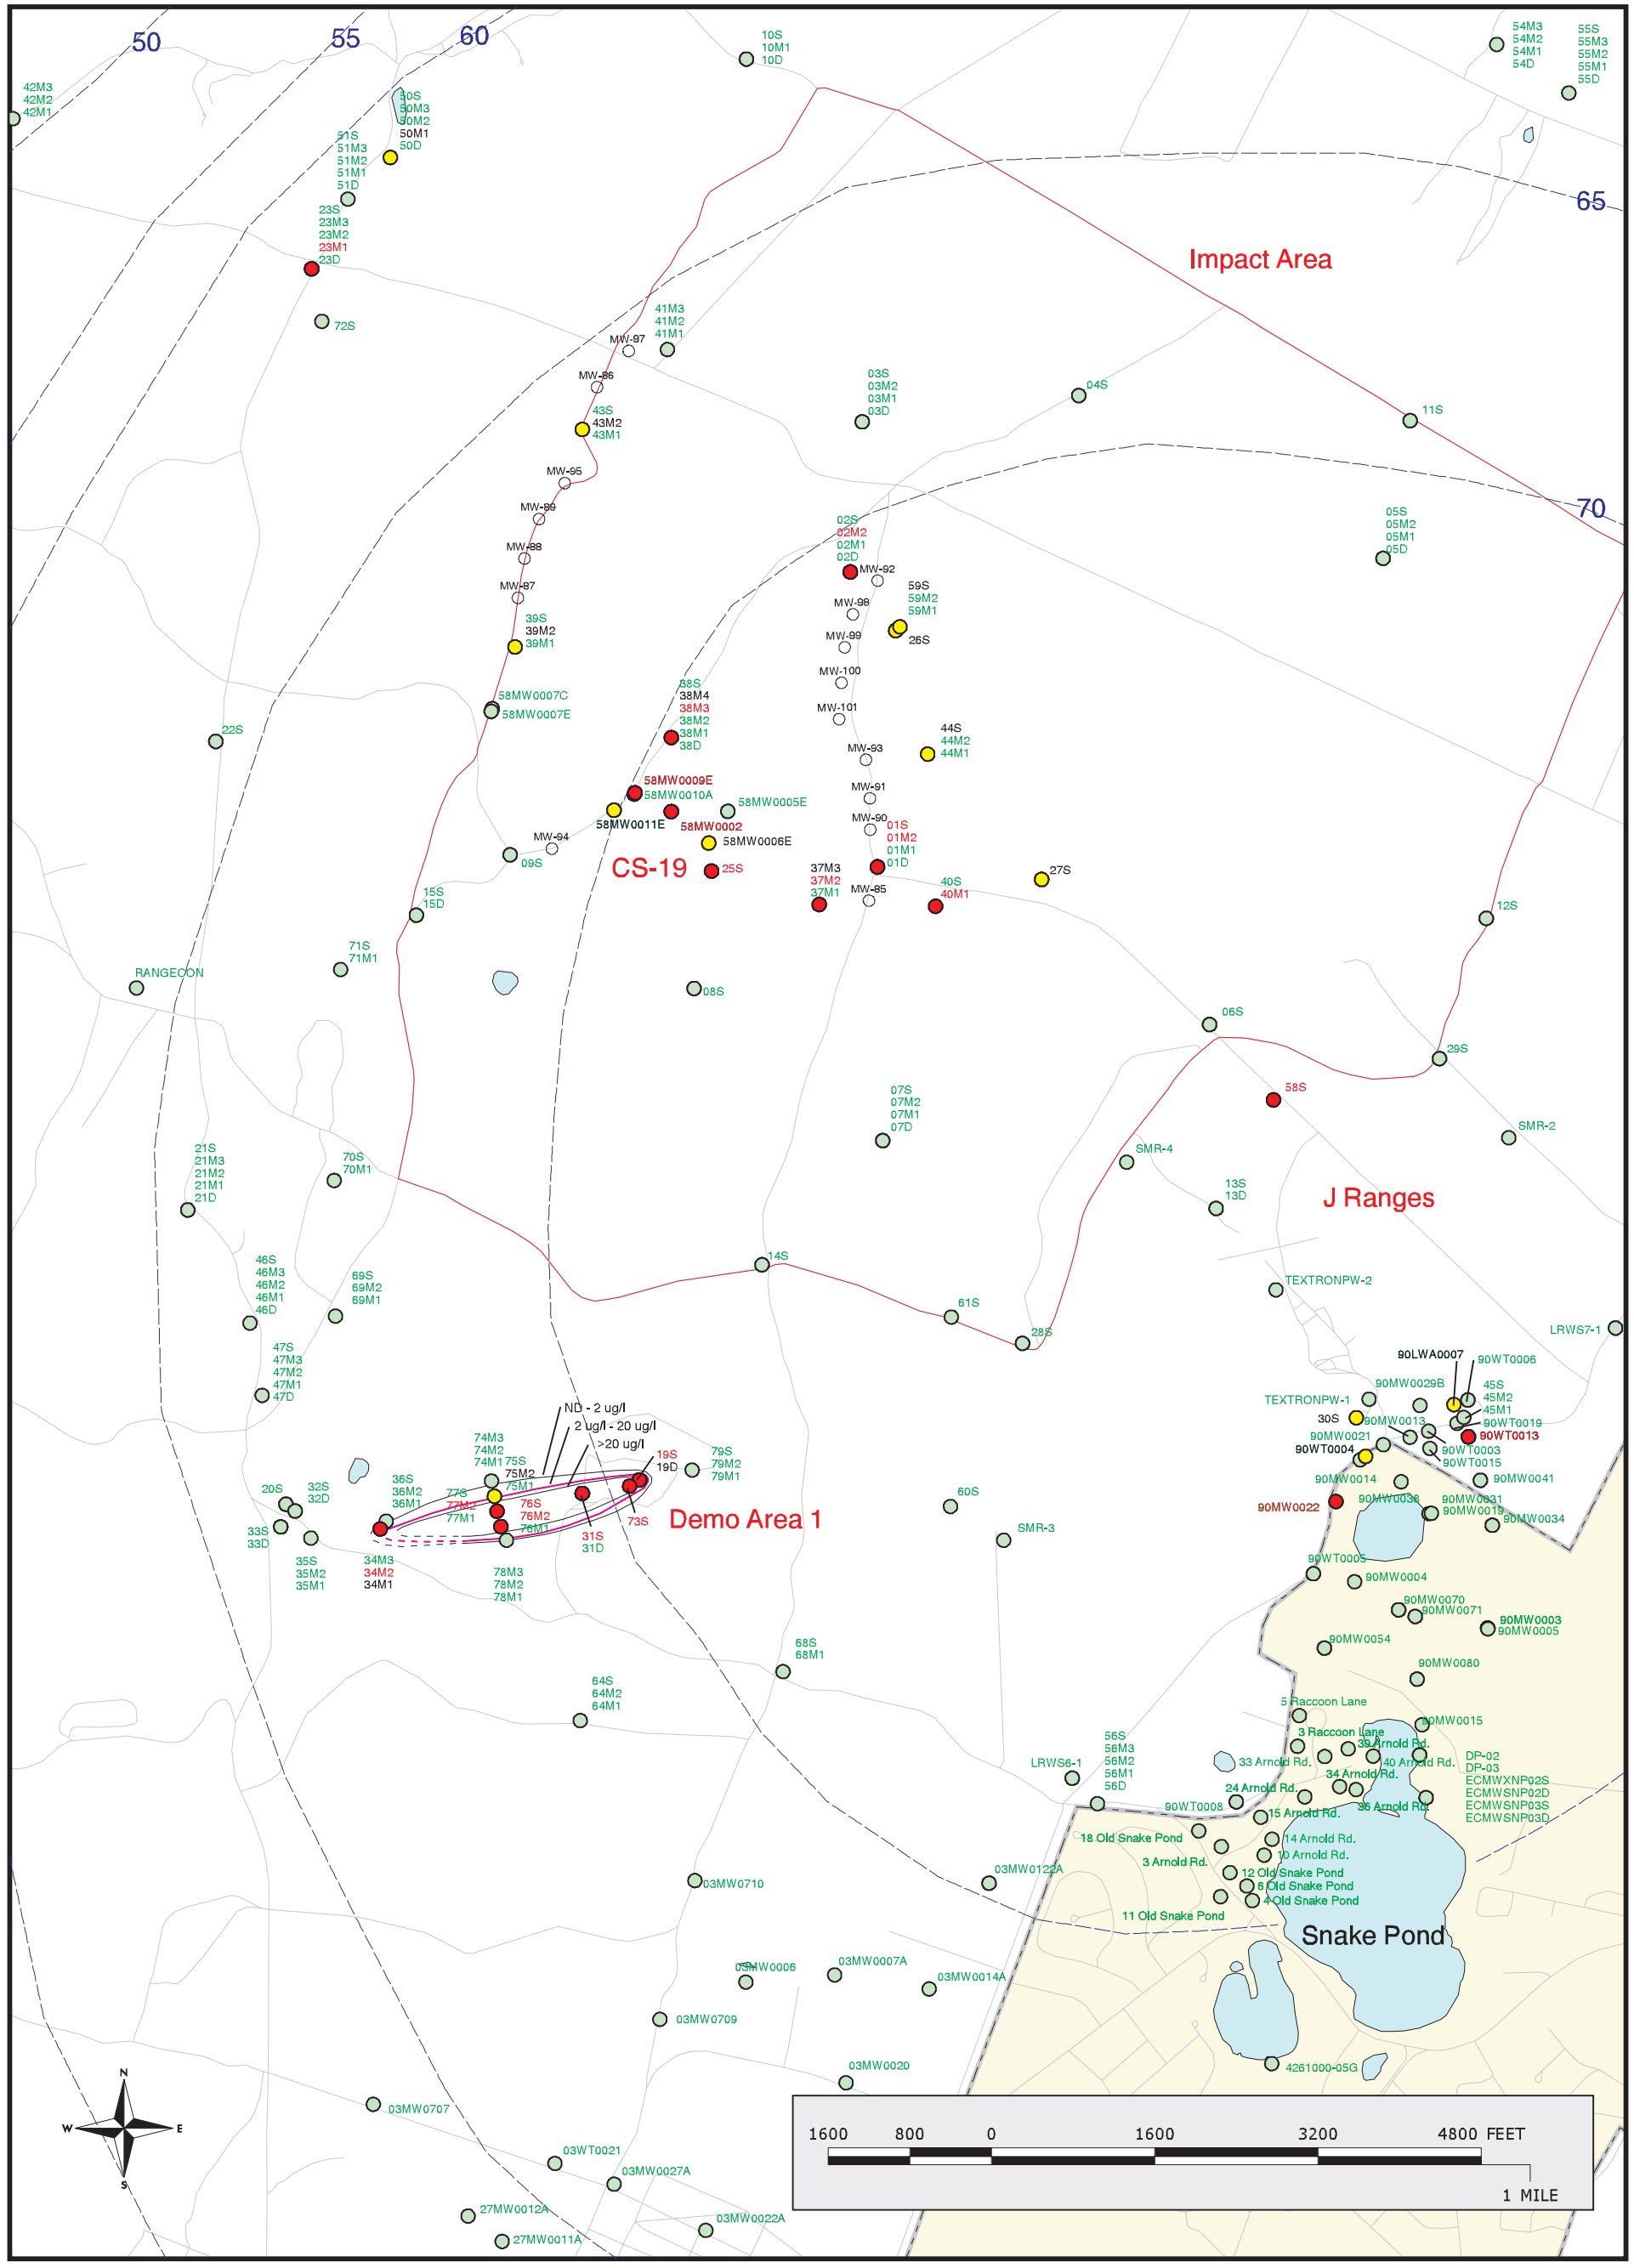 50
55
60
10S
10M1
10D
54M3
54M2
54M1
54D
55S
55M3
55M2
55M1
55D
42M3
42M2
42M1
50S
50M3
50M2
50M1
50D
51S
51M3
51M2
51M1
51D
65
23S
23M3
23M2
23M1
23D
Impact Area
72S
41M3
41M2
41M1
MW-97
MW-86
03S
03M2
03M1
03D
04S
11S
43S
43M2
43M1
MW-95
MW-89
MW-88
MW-87
70
05S
05M2
05M1
05D
02S
02M2
02M1
02D
MW-92
59S
59M2
59M1
26S
MW-98
MW-99
MW-100
MW-101
39S
39M2
39M1
58MW0007C
58MW0007E
38S
38M4
38M3
38M2
38M1
38D
22S
44S
44M2
44M1
MW-93
MW-91
MW-90
58MW0009E
58MW0010A
58MW0005E
58MW0011E
58MW0002
58MW0006E
MW-94
09S
CS-19
25S
01S
01M2
01M1
01D
37M3
37M2
37M1
MW-85
40S
40M1
27S
12S
15S
15D
71S
71M1
RANGECON
08S
06S
29S
58S
07S
07M2
07M1
07D
SMR-2
SMR-4
21S
21M3
21M2
21M1
21D
70S
70M1
13S
13D
J Ranges
14S
46S
46M3
46M2
46M1
46D
69S
69M2
69M1
TEXTRONPW-2
61S
28S
LRWS7-1
47S
47M3
47M2
47M1
47D
90LWA0007
90WT0006
90MW0029B
45S
45M2
45M1
TEXTRONPW-1
30S
90MW0013
90WT0019
90WT0013
90MW0021
90WT0003
90WT0004
90WT0015
ND - 2 ug/l
2 ug/l - 20 ug/l
>20 ug/l
74M3
74M2
74M1
75S
75M2
75M1
19S
19D
79S
79M2
79M1
90MW0014
90MW0041
20S
32S
32D
36S
36M2
36M1
77S
77M2
77M1
76S
76M2
76M1
73S
Demo Area 1
60S
90MW0022
90MW0038
90MW0031
90MW0019
90MW0034
33S
33D
31S
31D
SMR-3
35S
35M2
35M1
34M3
34M2
34M1
78M3
78M2
78M1
90WT0005
90MW0004
90MW0070
90MW0071
90MW0003
90MW0005
68S
68M1
90MW0054
90MW0080
64S
64M2
64M1
5 Raccoon Lane
90MW0015
3 Raccoon Lane
39 Arnold Rd.
33 Arnold Rd.
40 Arnold Rd.
56S
56M3
56M2
56M1
56D
LRWS6-1
DP-02
DP-03
ECMWXNP02S
ECMWSNP02D
ECMWSNP03S
ECMWSNP03D
34 Arnold Rd.
24 Arnold Rd.
36 Arnold Rd.
90WT0008
15 Arnold Rd.
18 Old Snake Pond
14 Arnold Rd.
3 Arnold Rd.
10 Arnold Rd.
12 Old Snake Pond
6 Old Snake Pond
4 Old Snake Pond
11 Old Snake Pond
03MW0710
03MW0122A
Snake Pond
03MW0006
03MW0007A
03MW0014A
03MW0709
03MW0020
4261000-05G
N
W
E
S
03MW0707
1600 800 0 1600 3200 4800 FEET
1 MILE
03WT0021
03MW0027A
27MW0012A
27MW0011A
03MW0022A